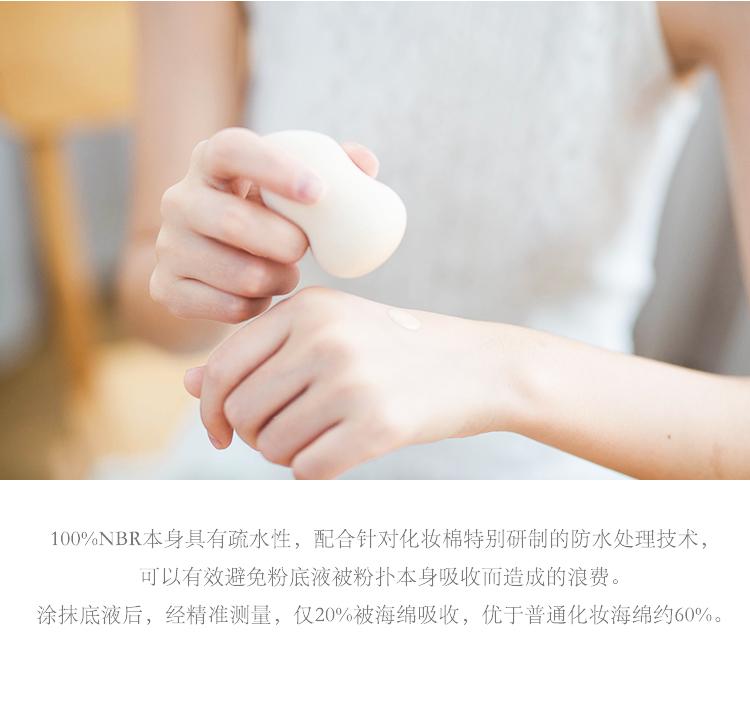 100%NBR本身具有疏水性，配合针对化妆棉特别研制的防水处理技术，
可以有效避免粉底液被粉扑本身吸收而造成的浪费。
涂抹底液后，经精准测量，仅20%被海绵吸收，优于普通化妆海绵约60%。